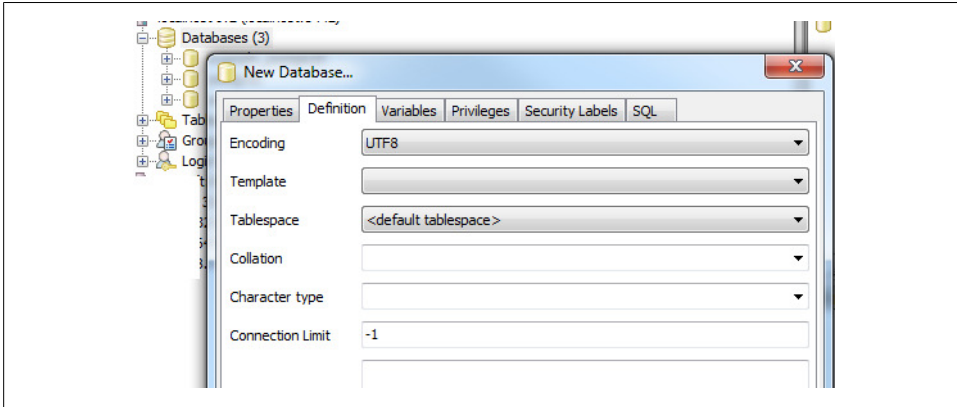 Databases (3)
New Database...
Properties Definition Variables Privileges Security Labels SQL
Encoding UTF8
Template
Tablespace <default tablespace>
Collation
Character type
Connection Limit -1